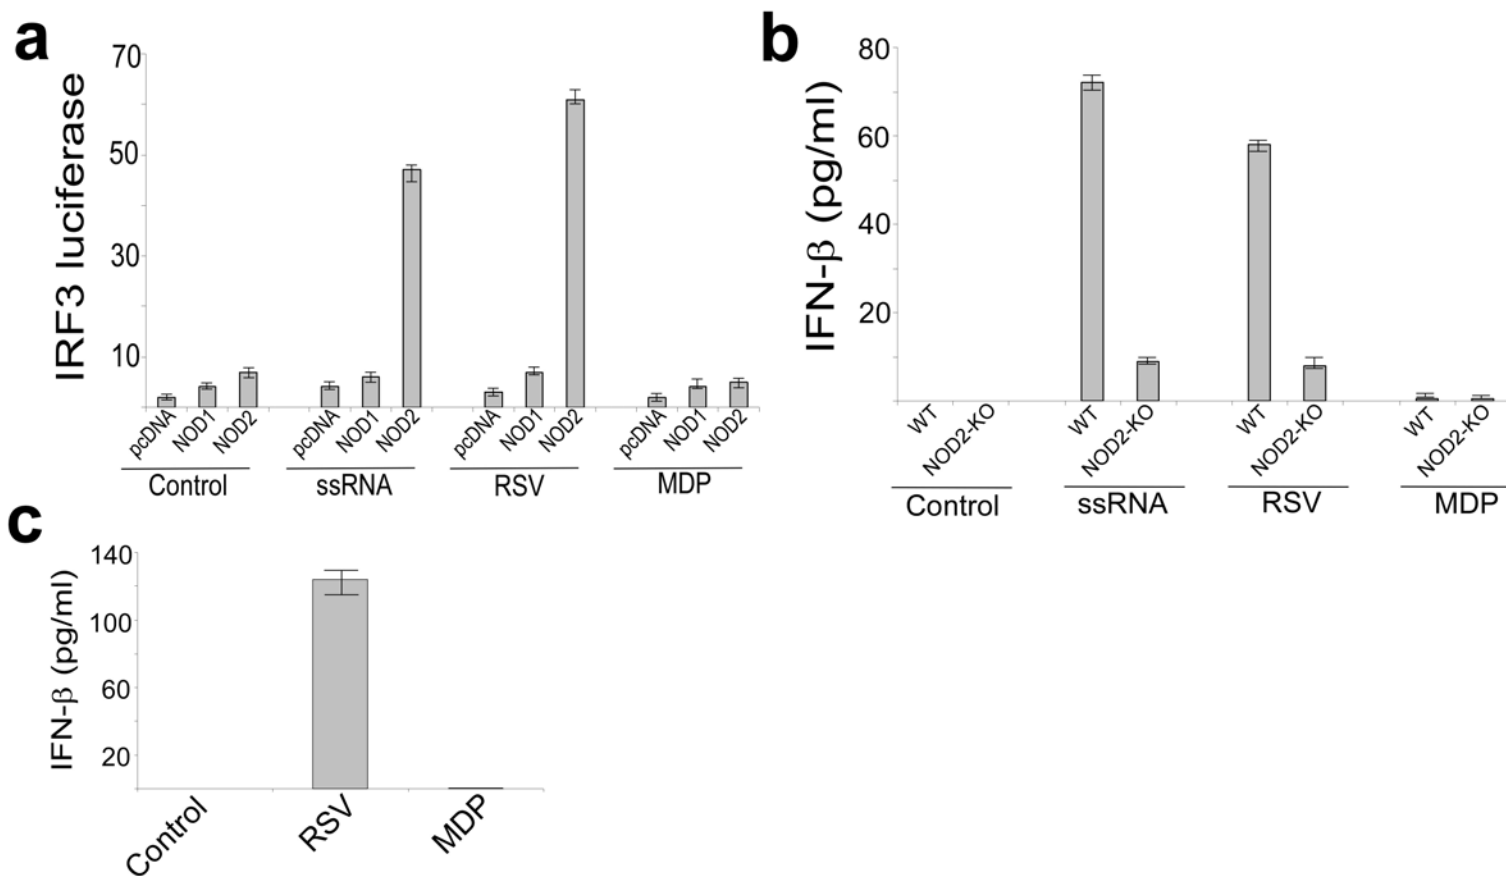 a
IRF3 luciferase
70
50
30
10
pcDNA NOD1 NOD2 pcDNA NOD1 NOD2 pcDNA NOD1 NOD2 pcDNA NOD1 NOD2
Control ssRNA RSV MDP
b
IFN-β (pg/ml)
80
60
40
20
WT NOD2-KO WT NOD2-KO WT NOD2-KO WT NOD2-KO
Control ssRNA RSV MDP
c
IFN-β (pg/ml)
140
100
60
20
Control RSV MDP